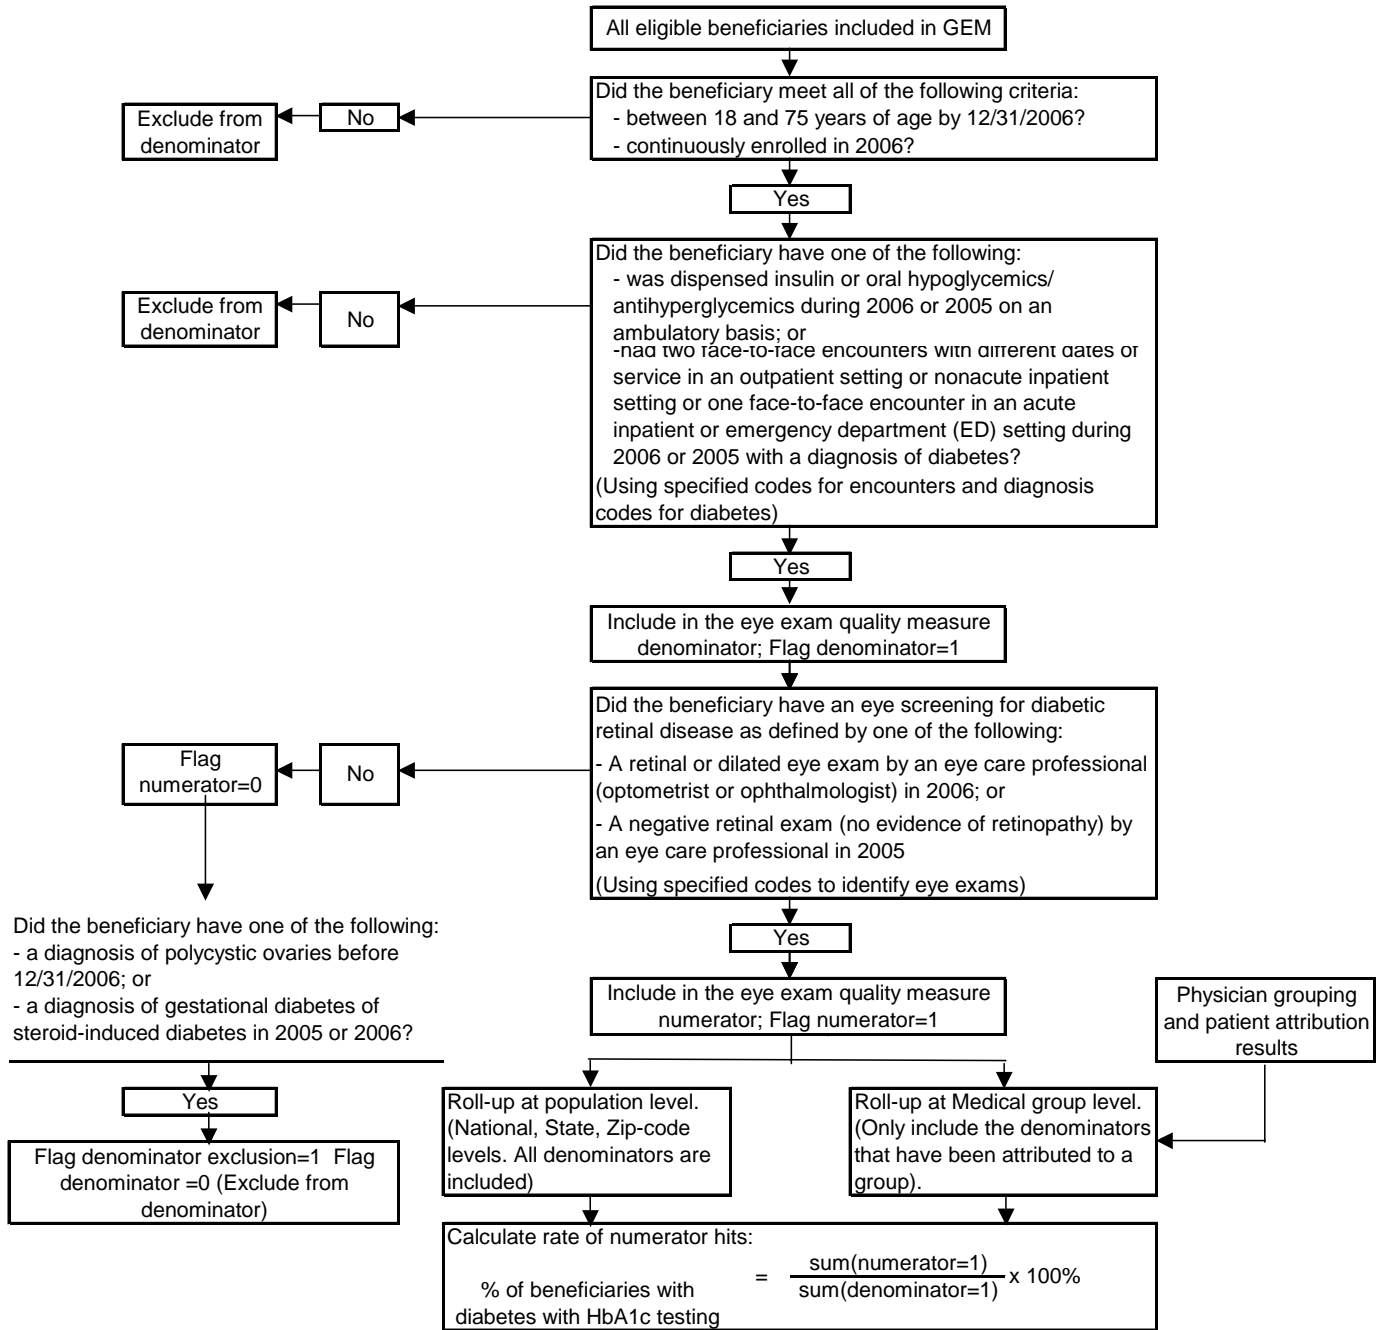 All eligible beneficiaries included in GEM
Did the beneficiary meet all of the following criteria:
- between 18 and 75 years of age by 12/31/2006?
- continuously enrolled in 2006?
No
Exclude from
denominator
Yes
Did the beneficiary have one of the following:
- was dispensed insulin or oral hypoglycemics/
antihyperglycemics during 2006 or 2005 on an
ambulatory basis; or
-had two face-to-face encounters with different dates of
service in an outpatient setting or nonacute inpatient
setting or one face-to-face encounter in an acute
inpatient or emergency department (ED) setting during
2006 or 2005 with a diagnosis of diabetes?
(Using specified codes for encounters and diagnosis
codes for diabetes)
No
Exclude from
denominator
Yes
Include in the eye exam quality measure
denominator; Flag denominator=1
Did the beneficiary have an eye screening for diabetic
retinal disease as defined by one of the following:
- A retinal or dilated eye exam by an eye care professional
(optometrist or ophthalmologist) in 2006; or
- A negative retinal exam (no evidence of retinopathy) by
an eye care professional in 2005
(Using specified codes to identify eye exams)
No
Flag
numerator=0
Did the beneficiary have one of the following:
- a diagnosis of polycystic ovaries before
12/31/2006; or
- a diagnosis of gestational diabetes of
steroid-induced diabetes in 2005 or 2006?
Yes
Flag denominator exclusion=1 Flag
denominator =0 (Exclude from
denominator)
Yes
Include in the eye exam quality measure
numerator; Flag numerator=1
Physician grouping
and patient attribution
results
Roll-up at population level.
(National, State, Zip-code
levels. All denominators are
included)
Roll-up at Medical group level.
(Only include the denominators
that have been attributed to a
group).
Calculate rate of numerator hits:
% of beneficiaries with
diabetes with HbA1c testing
=
sum(numerator=1)
sum(denominator=1)
x 100%